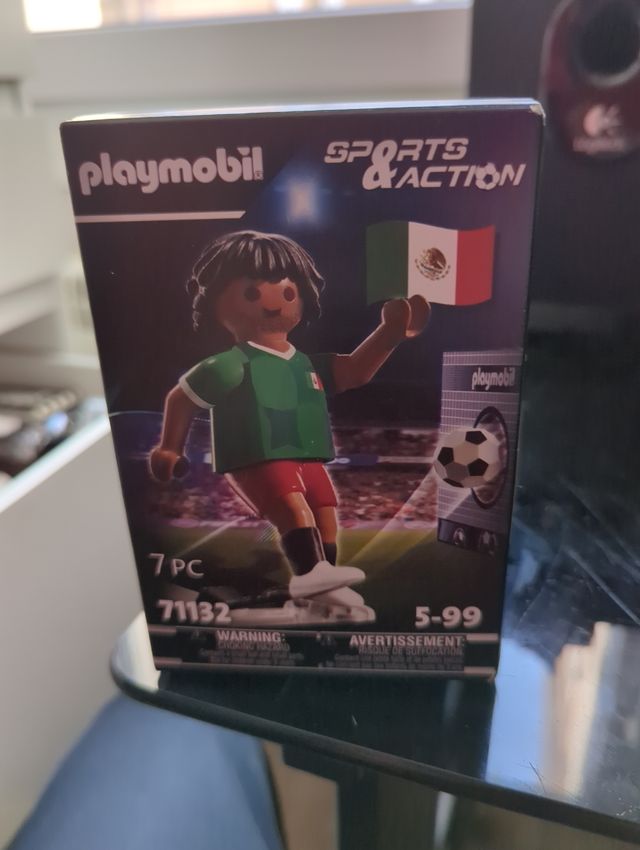 playmobil
SPORTS
&ACTION
playmobil
7 PC
71132
5-99
WARNING:
CHOKING HAZARD
AVERTISSEMENT:
RISQUE DE SUFFOCATION